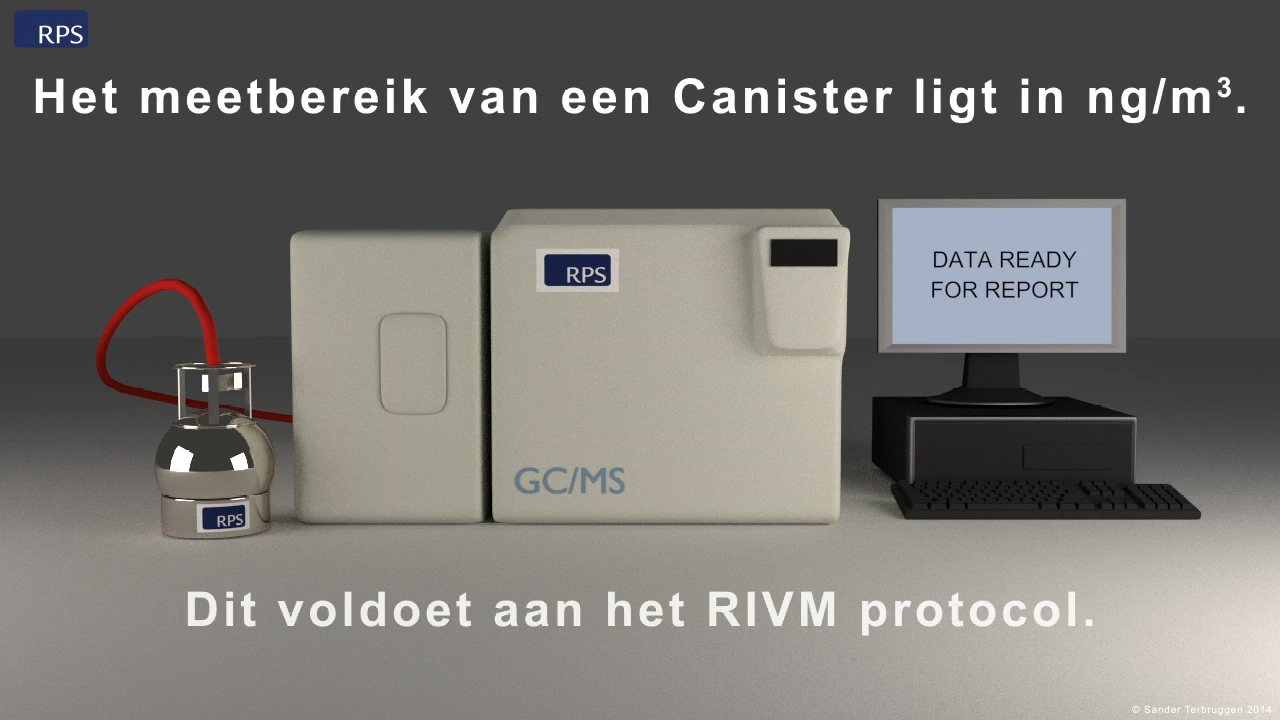 RPS
Het meetbereik van een Canister ligt in ng/m³.
RPS
DATA READY
FOR REPORT
GC/MS
RPS
Dit voldoet aan het RIVM protocol.
© Sander Terbruggen 2014